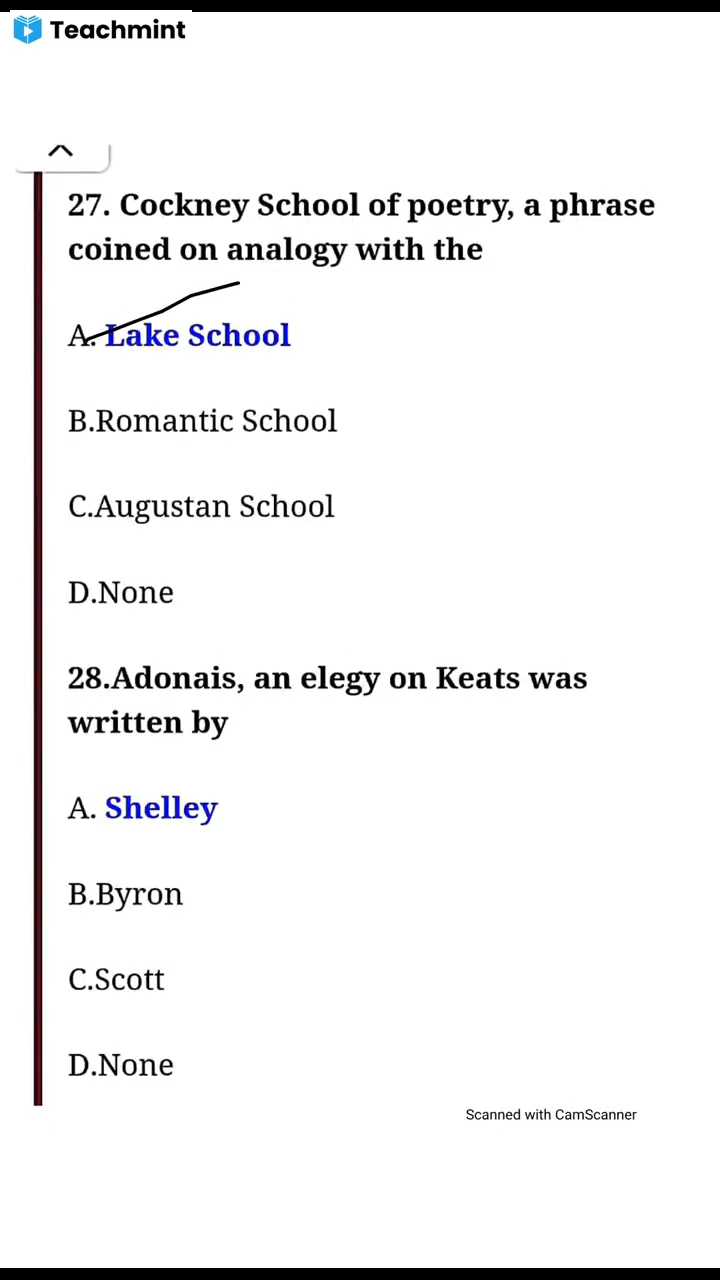 Teachmint
27. Cockney School of poetry, a phrase
coined on analogy with the
A. Lake School
B.Romantic School
C.Augustan School
D.None
28.Adonais, an elegy on Keats was
written by
A. Shelley
B.Byron
C.Scott
D.None
Scanned with CamScanner